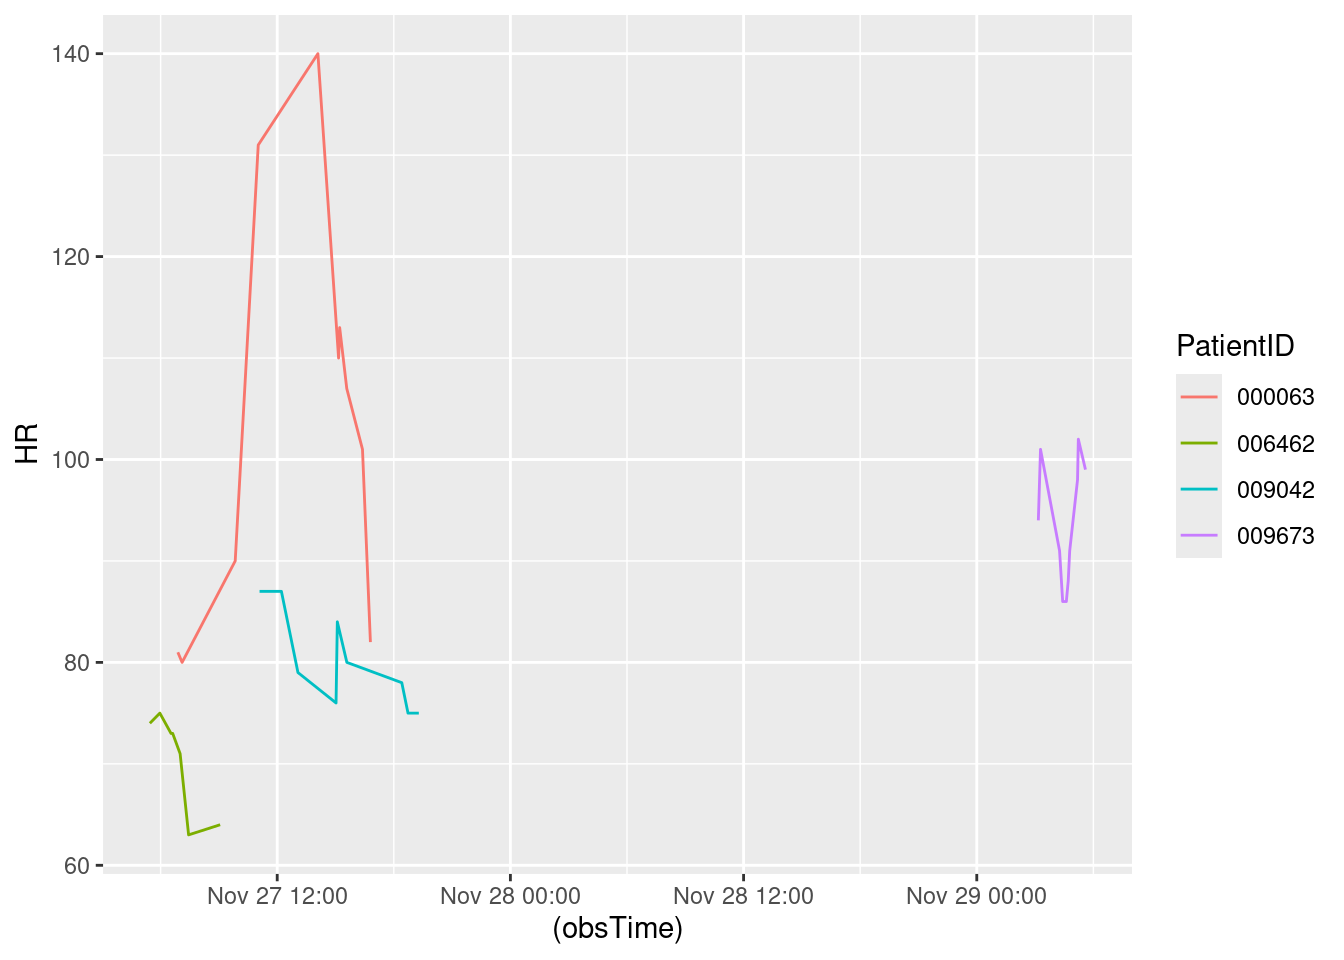 140
120
100
80
60
HR
Nov 27 12:00
Nov 28 00:00
Nov 28 12:00
Nov 29 00:00
(obsTime)
PatientID
000063
006462
009042
009673